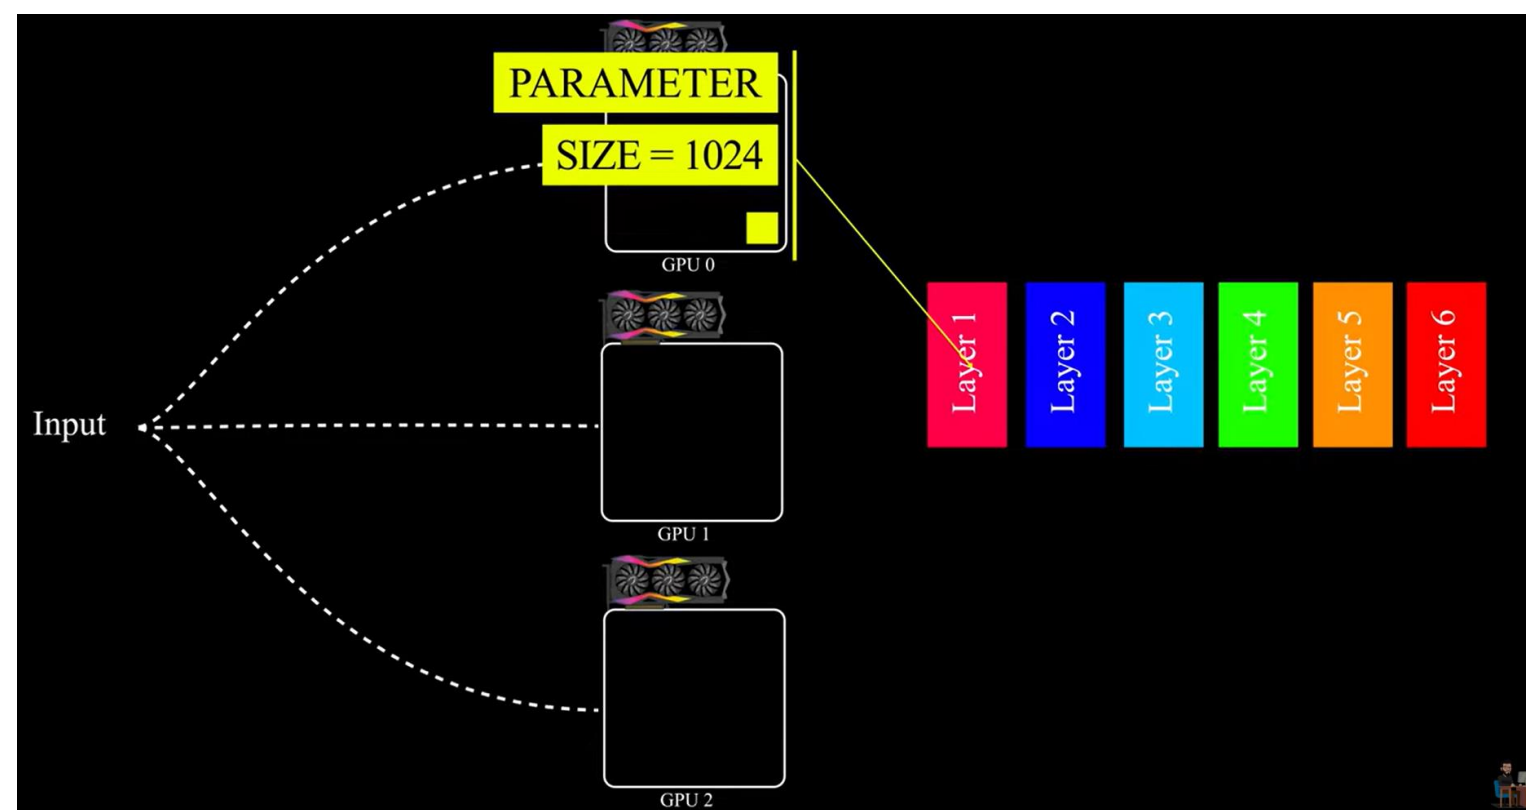 PARAMETER
SIZE = 1024
GPU 0
Layer 1
Layer 2
Layer 3
Layer 4
Layer 5
Layer 6
Input
GPU 1
GPU 2